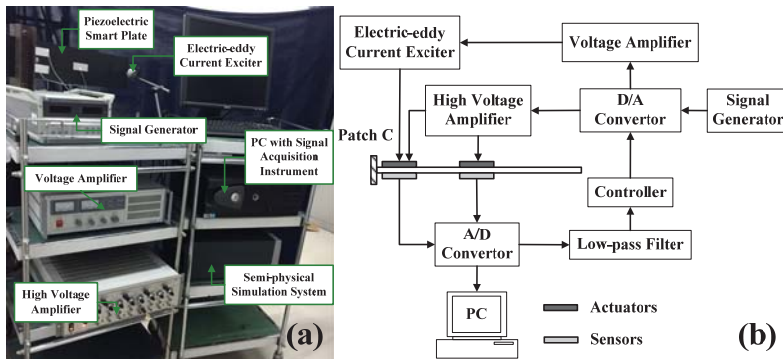 Piezoelectric
Smart Plate
Electric-eddy
Current Exciter
Signal Generator
PC with Signal
Acquisition
Instrument
Voltage Amplifier
Semi-physical
Simulation System
High Voltage
Amplifier
(a)
Electric-eddy
Current Exciter
Voltage Amplifier
High Voltage
Amplifier
D/A
Convertor
Signal
Generator
Patch C
Controller
A/D
Convertor
Low-pass Filter
PC
Actuators
Sensors
(b)